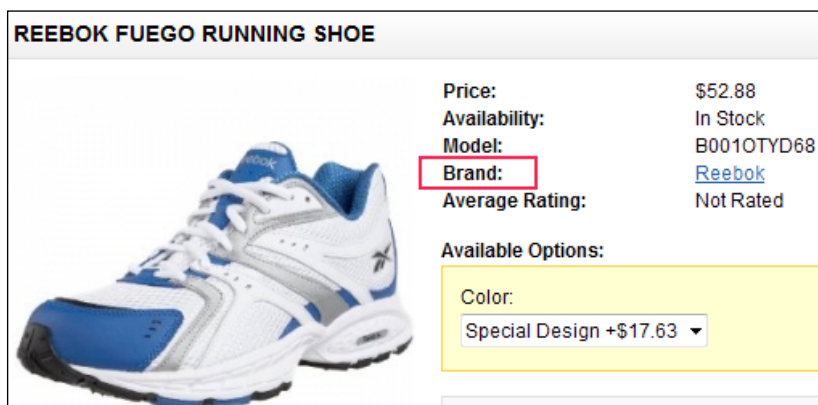 REEBOK FUEGO RUNNING SHOE
Price: $52.88
Availability: In Stock
Model: B001OTYD68
Brand: Reebok
Average Rating: Not Rated
Available Options:
Color:
Special Design +$17.63
Reebok